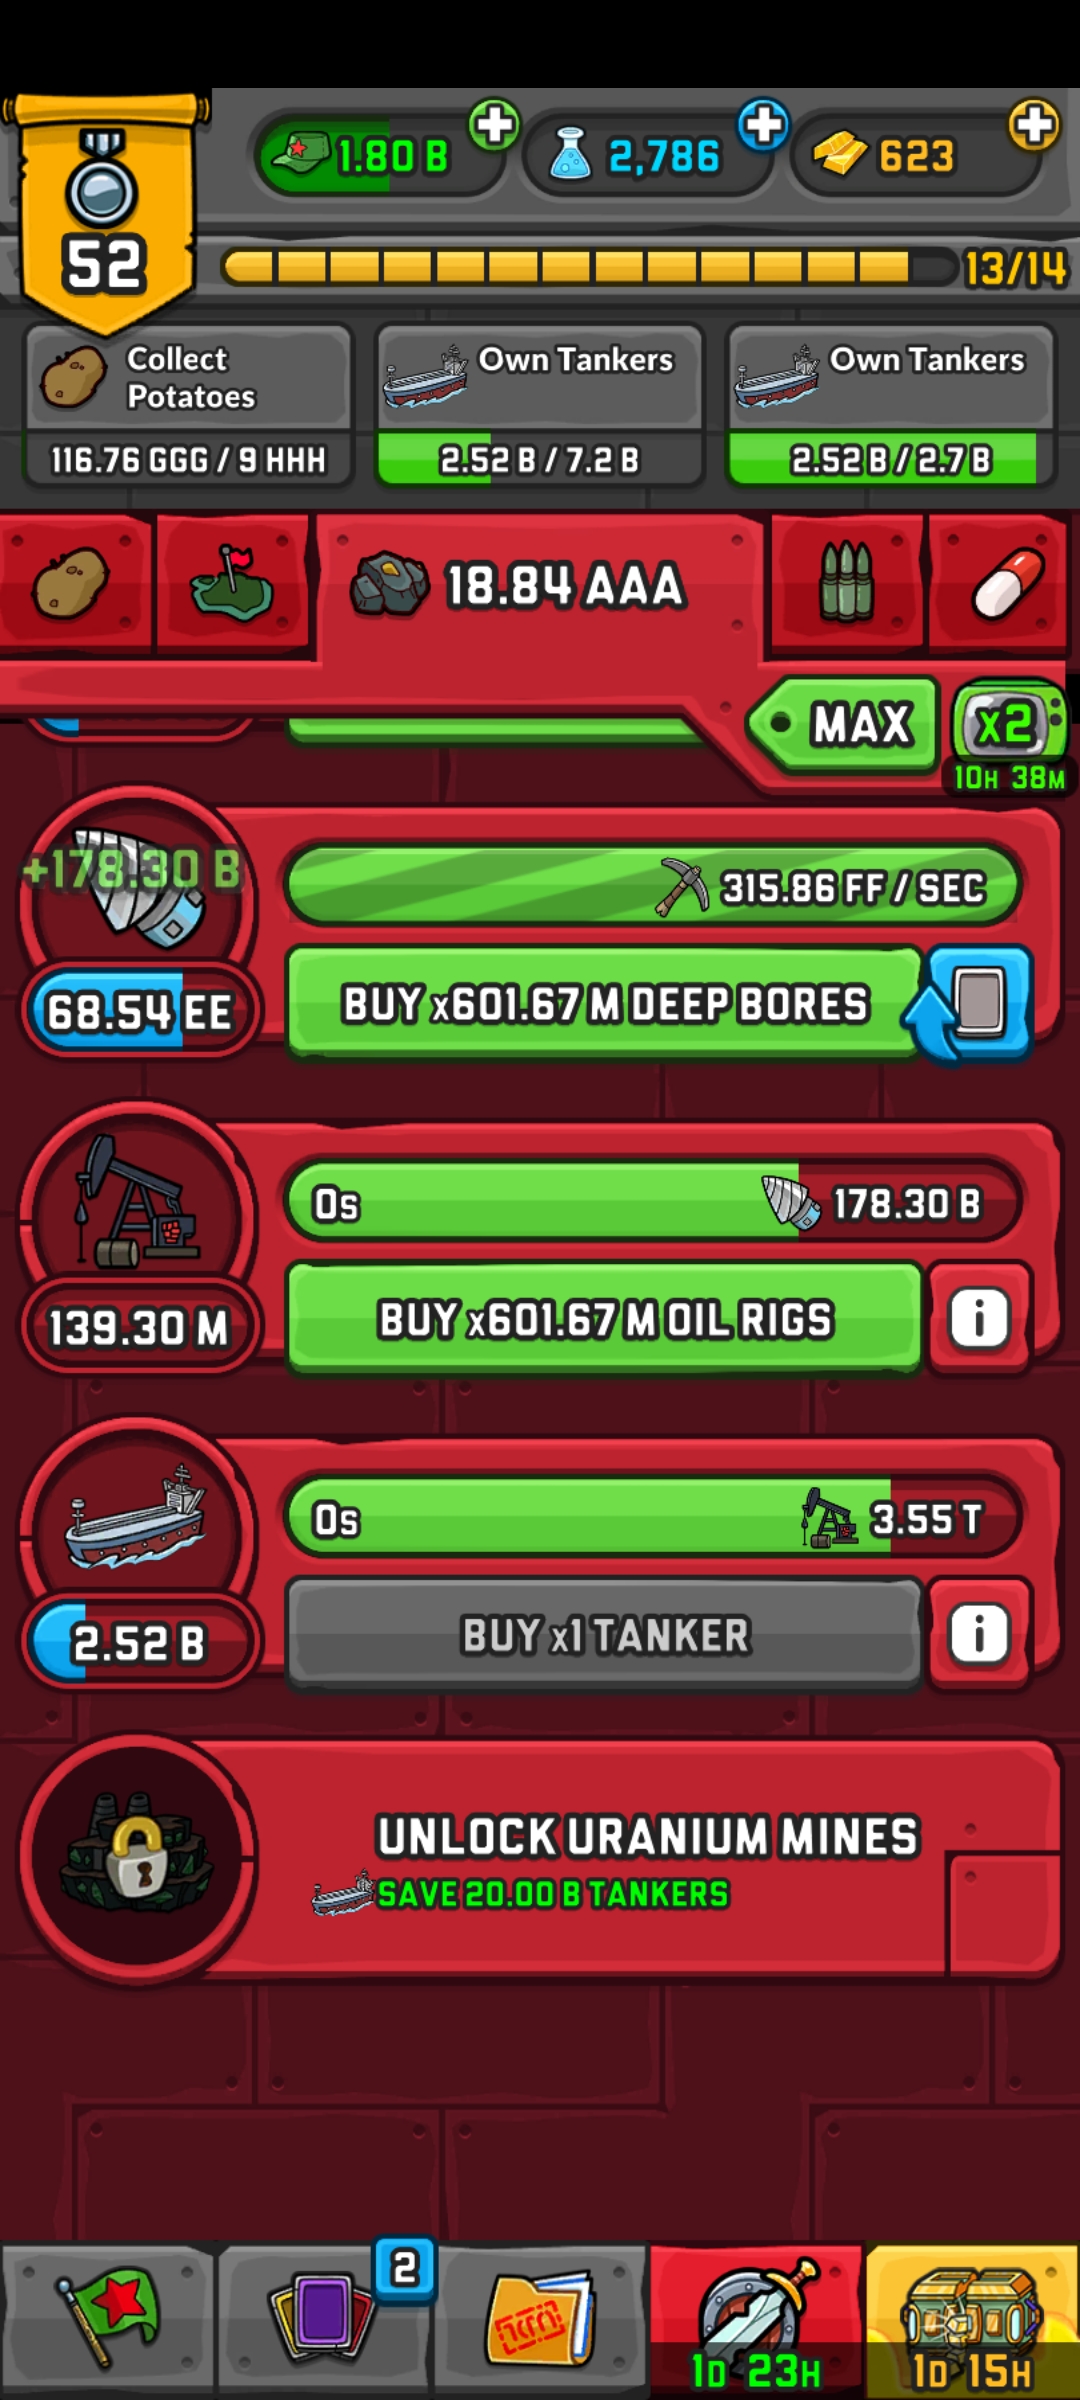 1.80 B
2,786
623
52
13/14
Collect
Potatoes
116.76 GGG / 9 HHH
Own Tankers
2.52 B / 7.2 B
Own Tankers
2.52 B / 2.7 B
18.84 AAA
MAX
x2
10H 38M
+178.30 B
315.86 FF / SEC
68.54 EE
BUY x601.67 M DEEP BORES
0s
178.30 B
139.30 M
BUY x601.67 M OIL RIGS
i
0s
3.55 T
2.52 B
BUY x1 TANKER
i
UNLOCK URANIUM MINES
SAVE 20.00 B TANKERS
2
1D 23H
1D 15H